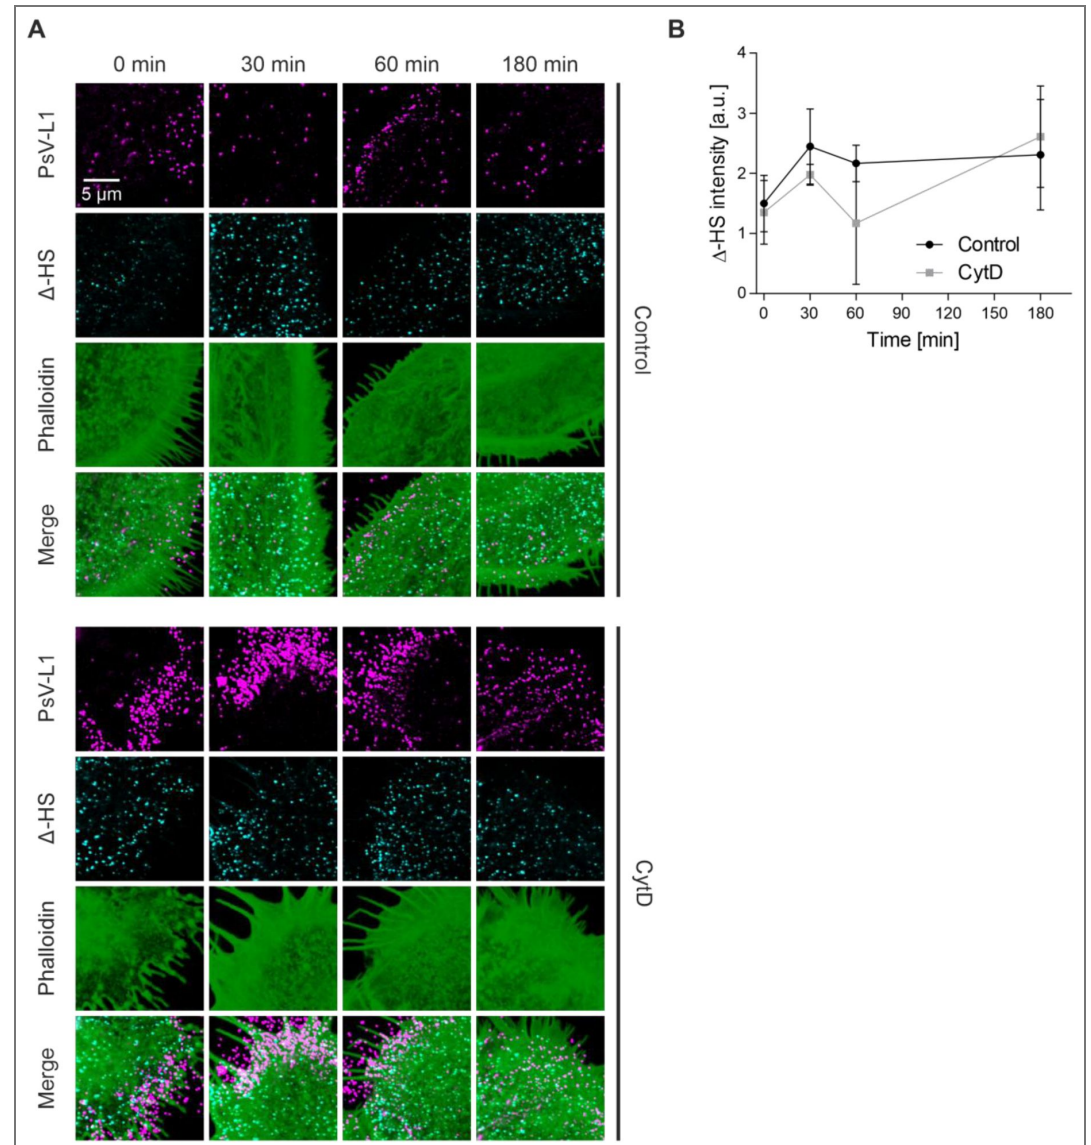 A
0 min 30 min 60 min 180 min
PsV-L1
5 µm
Δ-HS
Phalloidin
Merge
Control
PsV-L1
Δ-HS
Phalloidin
Merge
CytD
B
Δ-HS intensity [a.u.]
4
3
2
1
0
Control
CytD
0 30 60 90 120 150 180
Time [min]